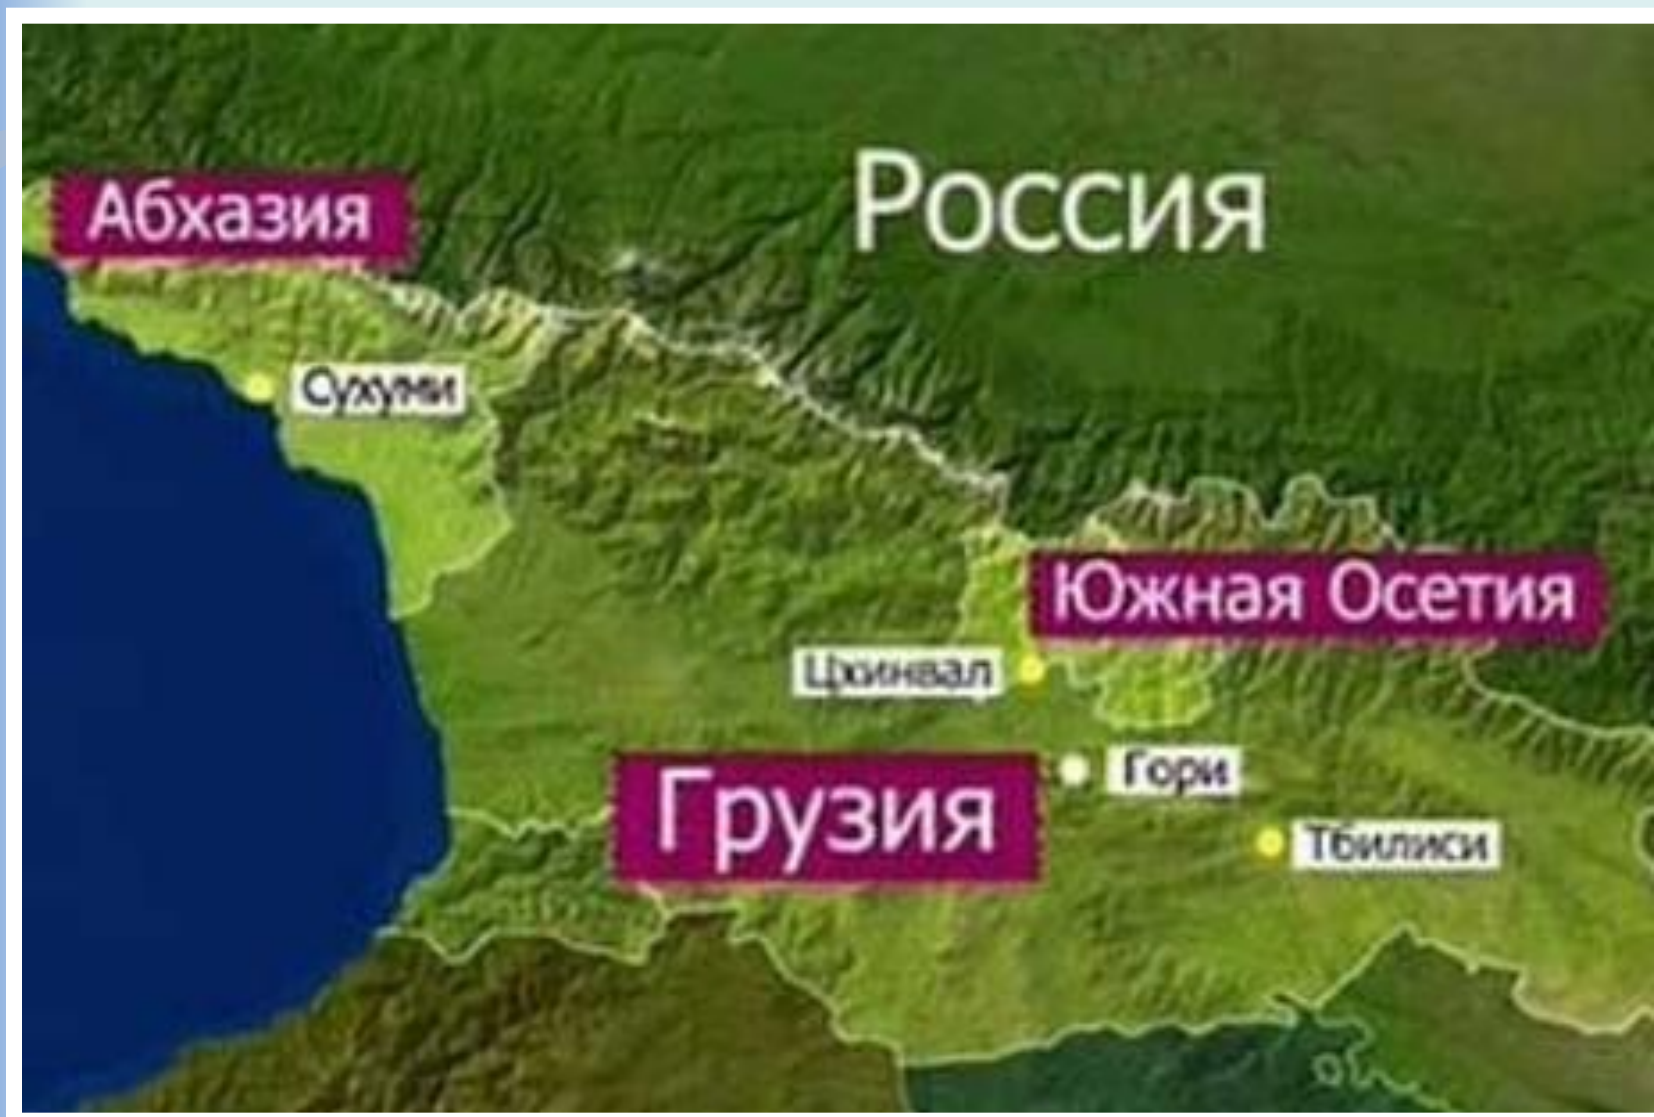 Россия
Абхазия
Сухуми
Южная Осетия
Цхинвал
Гори
Грузия
Тбилиси